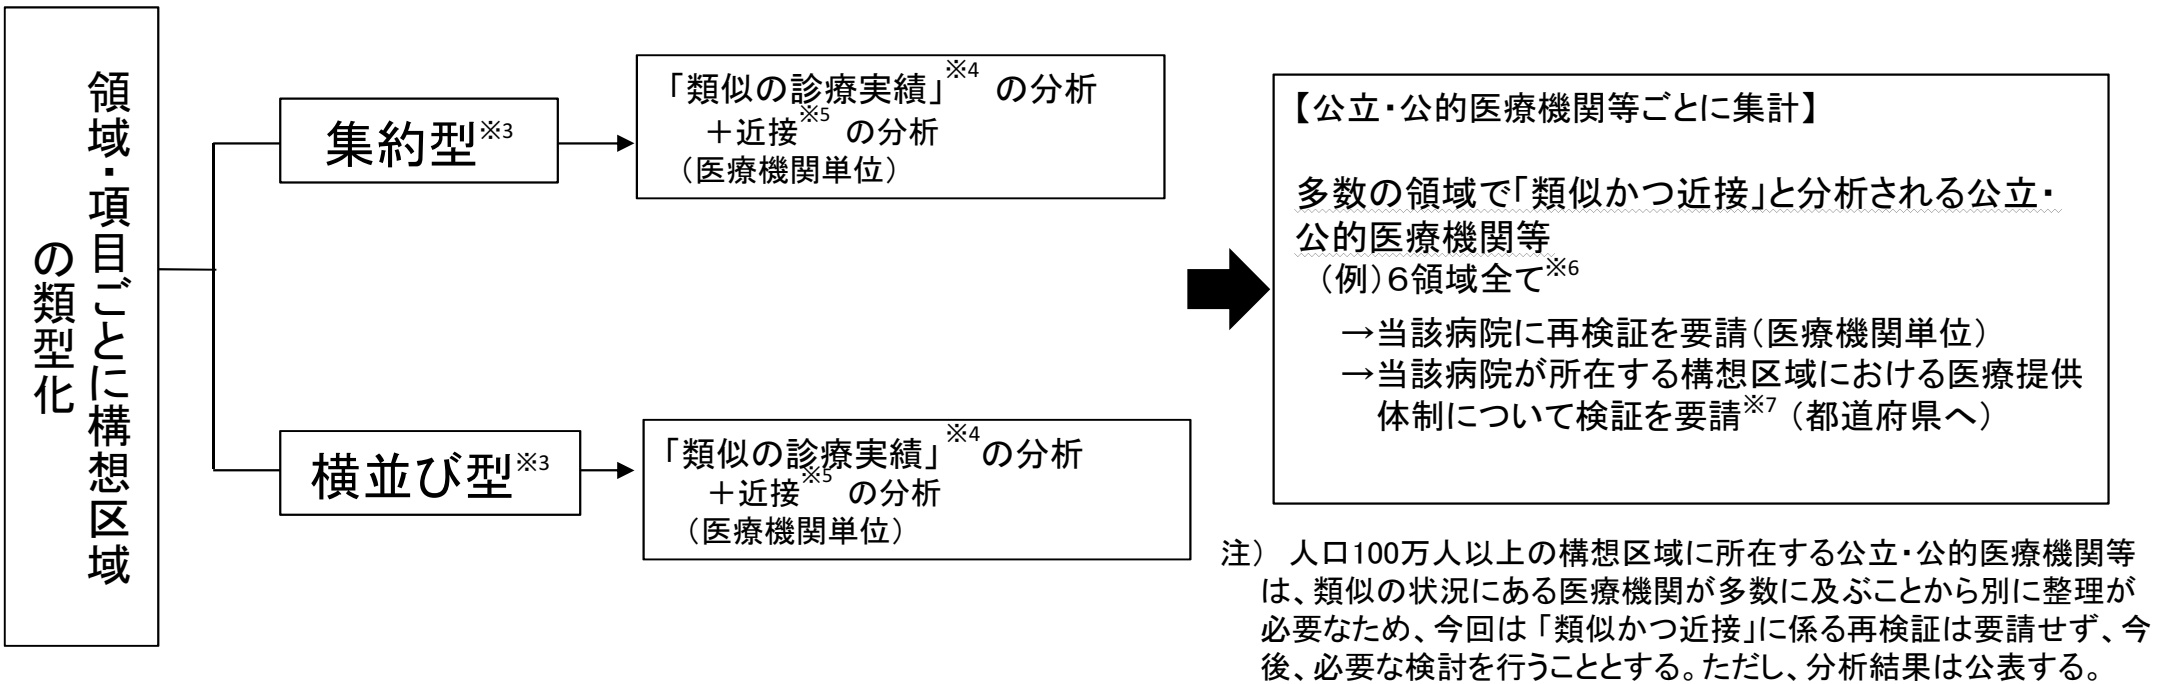 領域・項目ごとに構想区域
の類型化
集約型※3
「類似の診療実績」※4 の分析
＋近接※5 の分析
（医療機関単位）
横並び型※3
「類似の診療実績」※4の分析
＋近接※5 の分析
（医療機関単位）
【公立・公的医療機関等ごとに集計】
多数の領域で「類似かつ近接」と分析される公立・
公的医療機関等
（例）６領域全て※6
→当該病院に再検証を要請（医療機関単位）
→当該病院が所在する構想区域における医療提供
体制について検証を要請※7（都道府県へ）
注） 人口100万人以上の構想区域に所在する公立・公的医療機関等
は、類似の状況にある医療機関が多数に及ぶことから別に整理が
必要なため、今回は「類似かつ近接」に係る再検証は要請せず、今
後、必要な検討を行うこととする。ただし、分析結果は公表する。